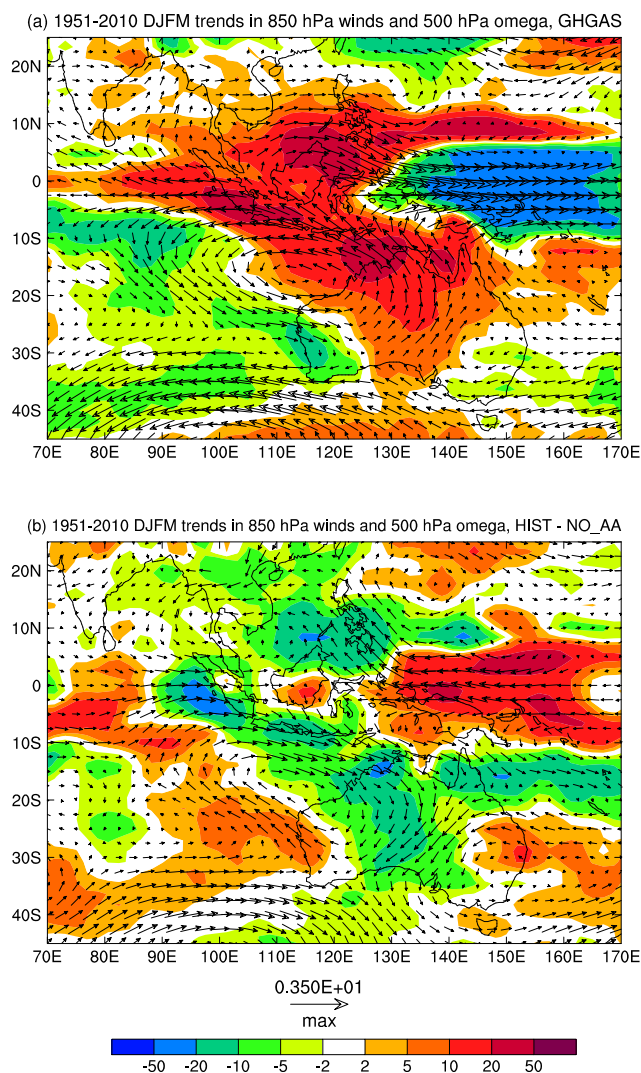 (a) 1951-2010 DJFM trends in 850 hPa winds and 500 hPa omega, GHGAS
20N
10N
0
10S
20S
30S
40S
70E 80E 90E 100E 110E 120E 130E 140E 150E 160E 170E
(b) 1951-2010 DJFM trends in 850 hPa winds and 500 hPa omega, HIST - NO_AA
20N
10N
0
10S
20S
30S
40S
70E 80E 90E 100E 110E 120E 130E 140E 150E 160E 170E
0.350E+01
max
-50 -20 -10 -5 -2 2 5 10 20 50